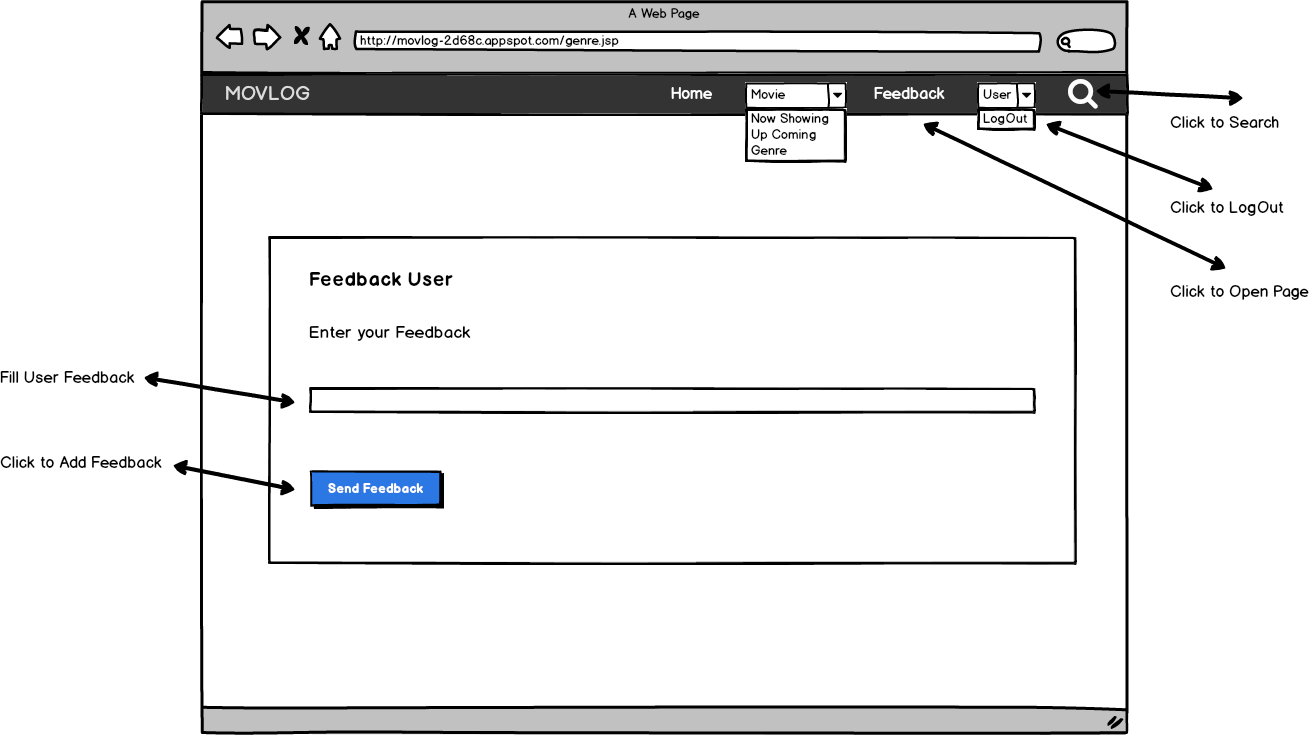 A Web Page
http://movlog-2d68c.appspot.com/genre.jsp
MOVLOG
Home
Movie
Feedback
User
Now Showing
Up Coming
Genre
LogOut
Click to Search
Click to LogOut
Click to Open Page
Feedback User
Enter your Feedback
Fill User Feedback
Click to Add Feedback
Send Feedback